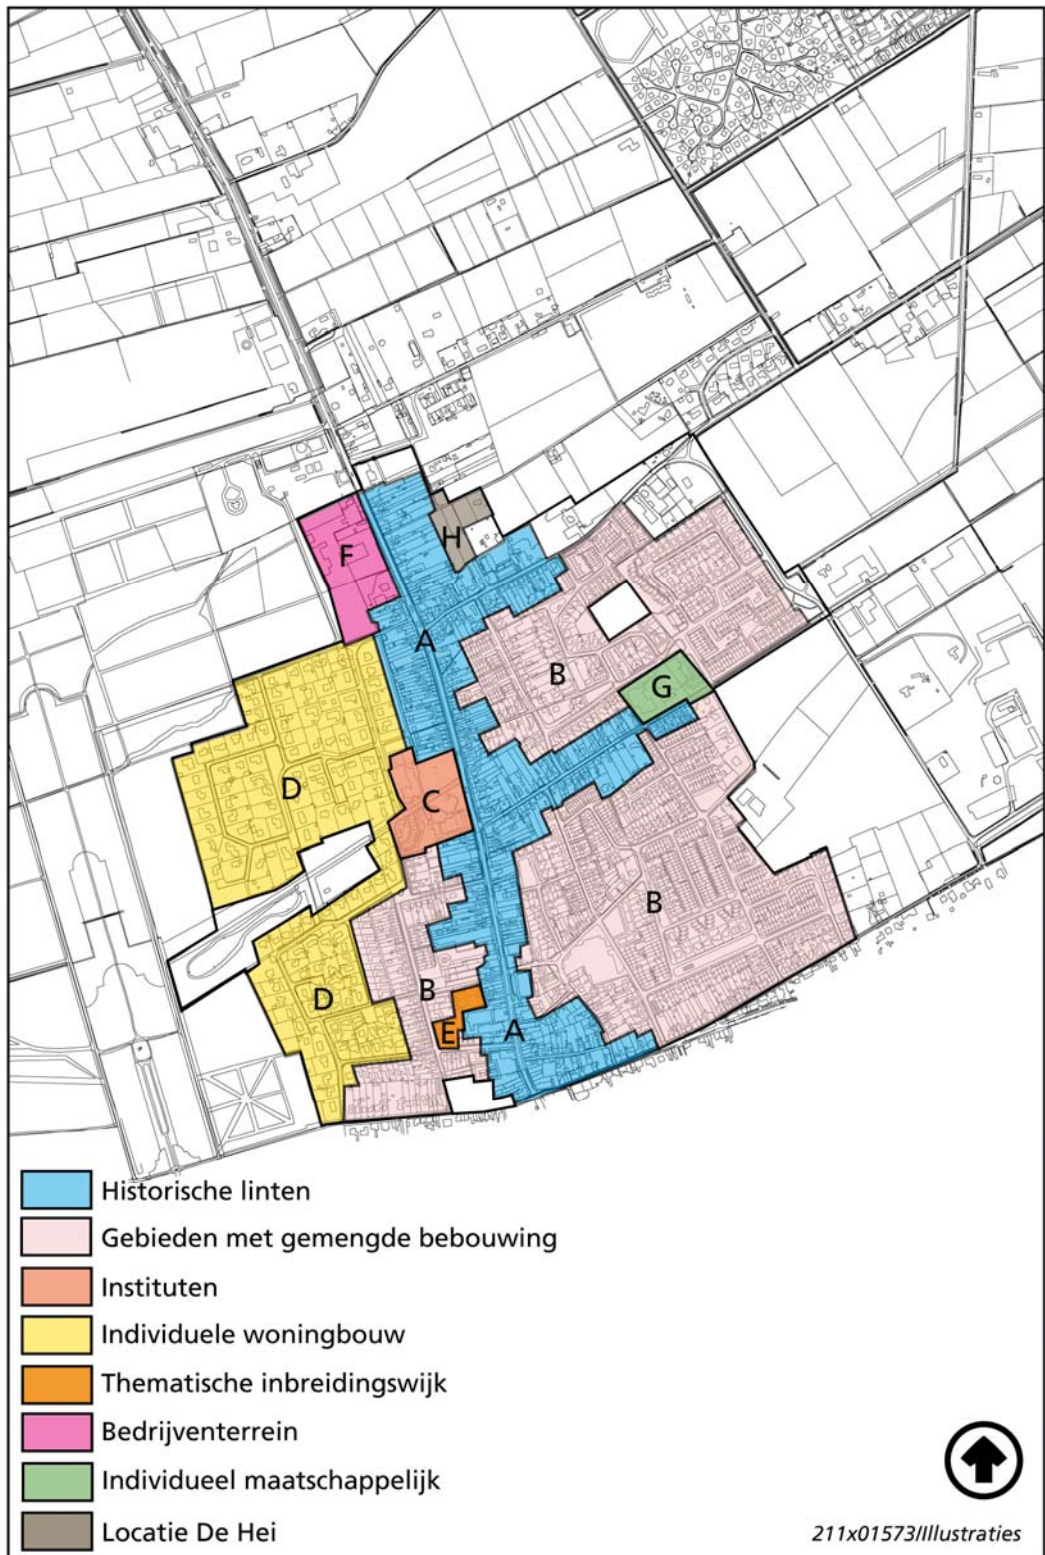 H
F
A
B
G
D
C
B
D
B
E
A
Historische linten
Gebieden met gemengde bebouwing
Instituten
Individuele woningbouw
Thematische inbreidingswijk
Bedrijventerrein
Individueel maatschappelijk
Locatie De Hei
211x01573/Illustraties